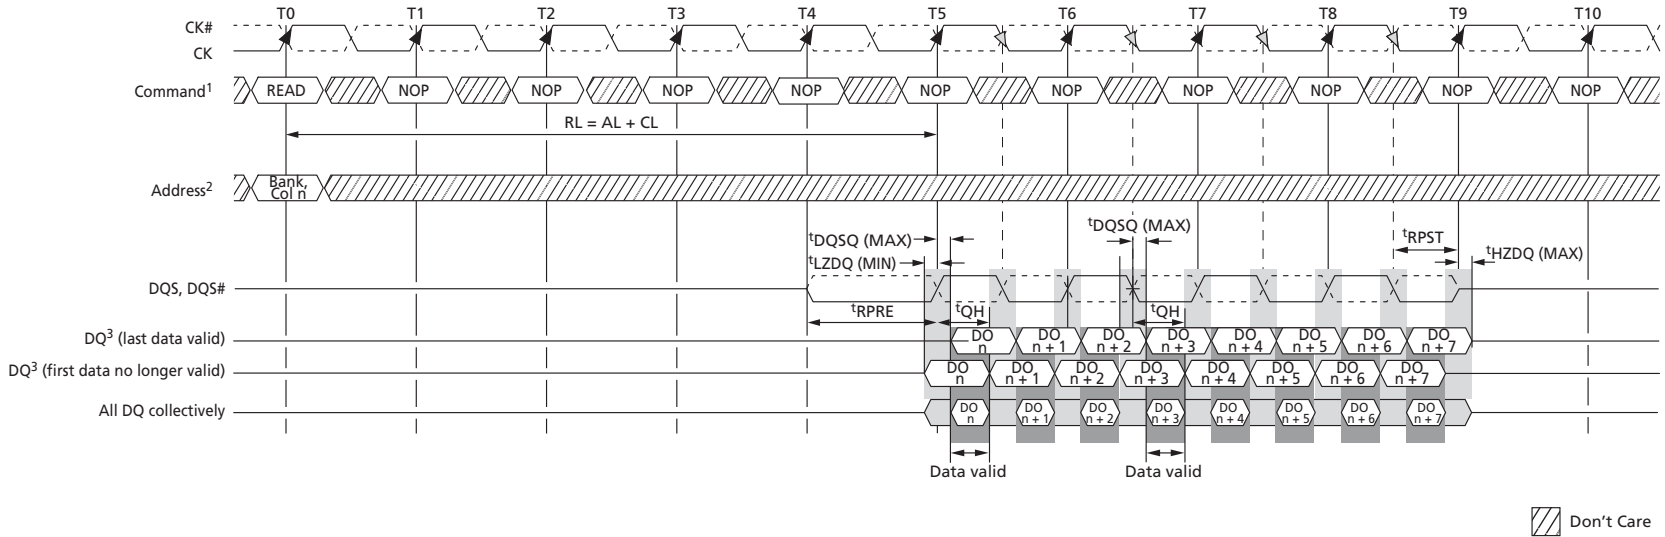 T0 T1 T2 T3 T4 T5 T6 T7 T8 T9 T10
CK#
CK
Command1 READ NOP NOP NOP NOP NOP NOP NOP NOP NOP NOP
RL = AL + CL
Address2 Bank, Col n
tDQSQ (MAX) tDQSQ (MAX) tRPST
tLZDQ (MIN) tHZDQ (MAX)
DQS, DQS#
tRPRE tQH tQH
DQ3 (last data valid) DO n DO n + 1 DO n + 2 DO n + 3 DO n + 4 DO n + 5 DO n + 6 DO n + 7
DQ3 (first data no longer valid) DO n DO n + 1 DO n + 2 DO n + 3 DO n + 4 DO n + 5 DO n + 6 DO n + 7
All DQ collectively DO n DO n + 1 DO n + 2 DO n + 3 DO n + 4 DO n + 5 DO n + 6 DO n + 7
Data valid Data valid
Don't Care